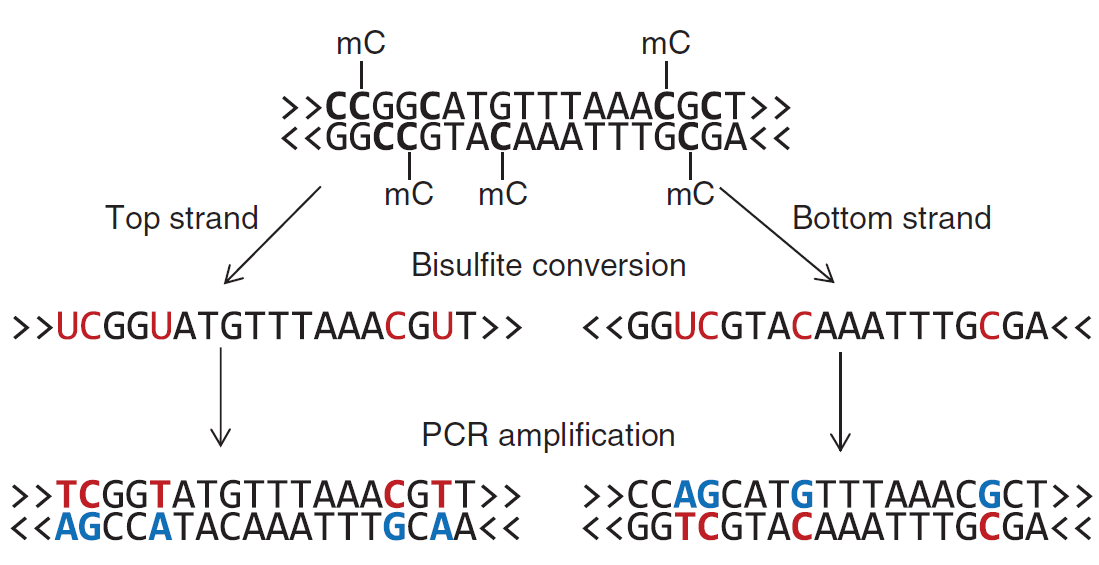 mC mC
>>CCGGCATGTTTAAACGCT>>
<<GGCCGTACAAATTTGCGA<<
mC mC mC
Top strand Bottom strand
Bisulfite conversion
>>UCGGUATGTTTAAACGUT>> <<GGUCGTACAAATTTGCGA<<
PCR amplification
>>TCGGTATGTTTAAACGTT>> >>CCAGCATGTTTAAACGCT>>
<<AGCCATACAAATTTGCAA<< <<GGTCGTACAAATTTGCGA<<